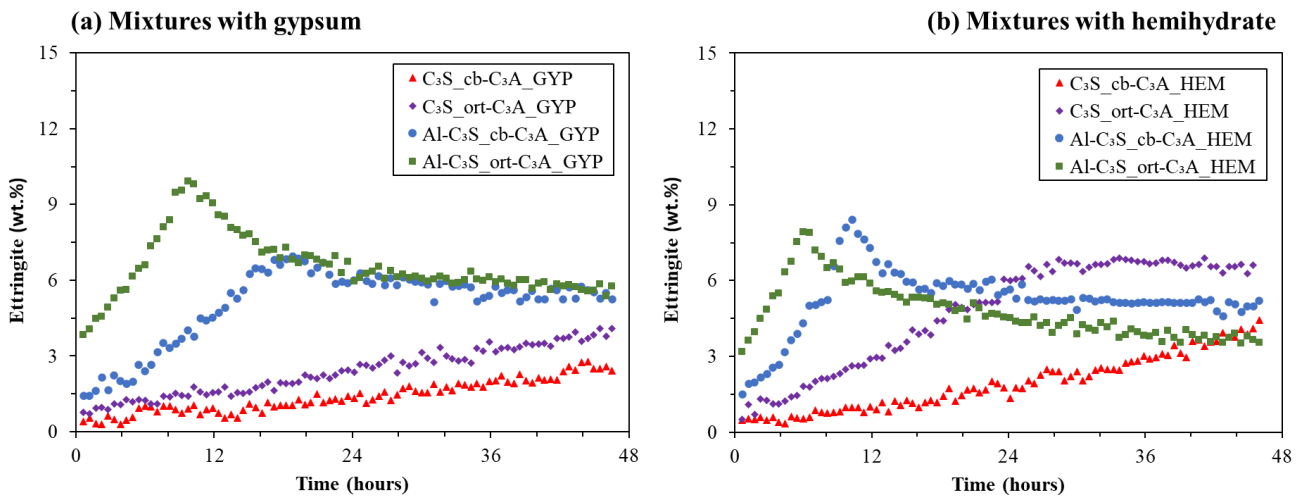 (a) Mixtures with gypsum
15
12
9
6
3
0
Ettringite (wt.%)
C₃S_cb-C₃A_GYP
C₃S_ort-C₃A_GYP
Al-C₃S_cb-C₃A_GYP
Al-C₃S_ort-C₃A_GYP
0 12 24 36 48
Time (hours)
(b) Mixtures with hemihydrate
15
12
9
6
3
0
Ettringite (wt.%)
C₃S_cb-C₃A_HEM
C₃S_ort-C₃A_HEM
Al-C₃S_cb-C₃A_HEM
Al-C₃S_ort-C₃A_HEM
0 12 24 36 48
Time (hours)